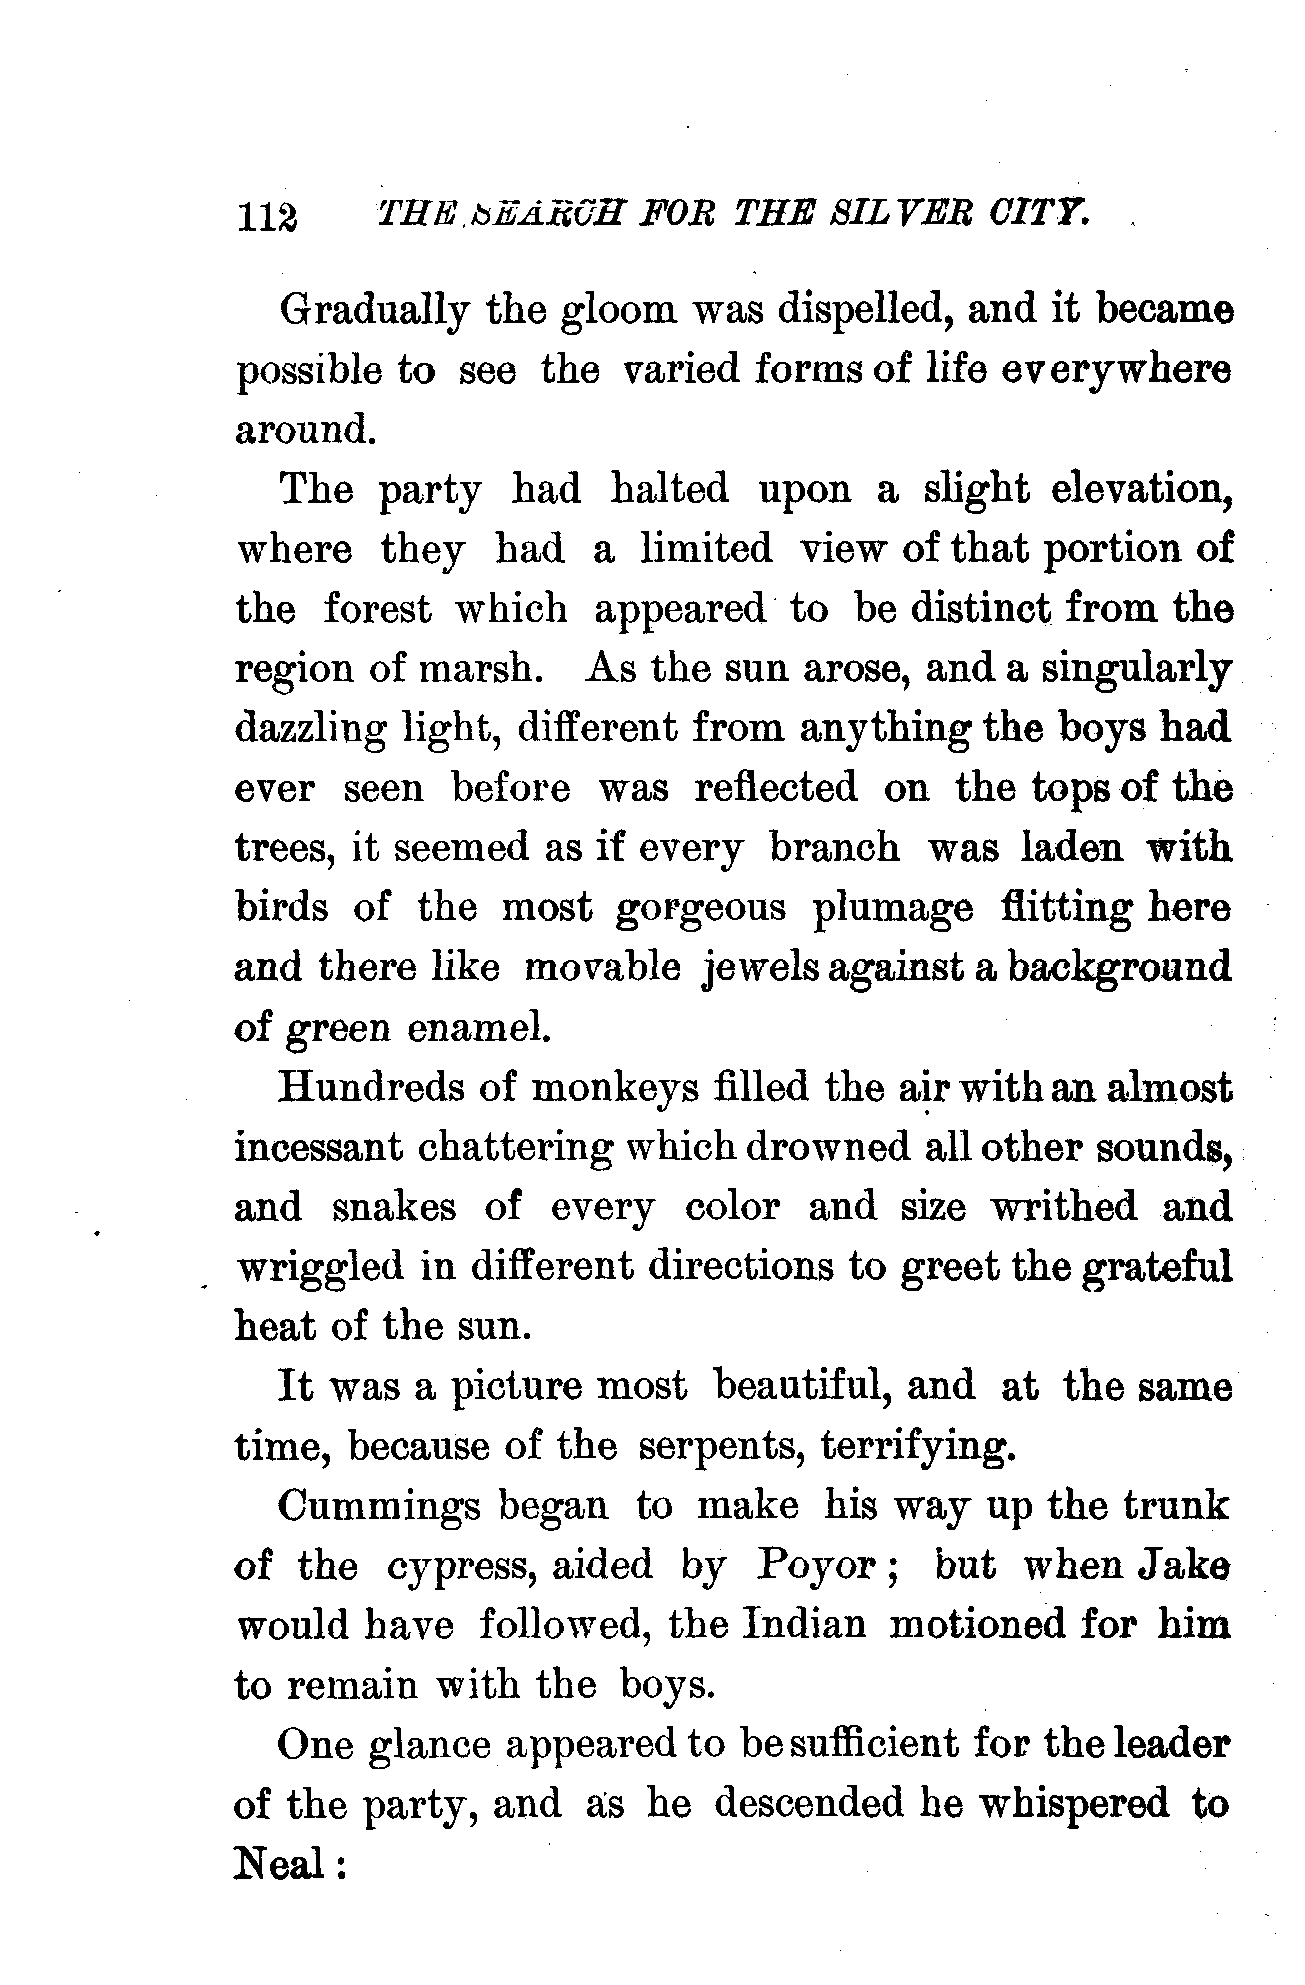 112 THE SEARCH FOR THE SILVER CITY.
Gradually the gloom was dispelled, and it became
possible to see the varied forms of life everywhere
around.
The party had halted upon a slight elevation,
where they had a limited view of that portion of
the forest which appeared to be distinct from the
region of marsh. As the sun arose, and a singularly
dazzling light, different from anything the boys had
ever seen before was reflected on the tops of the
trees, it seemed as if every branch was laden with
birds of the most gorgeous plumage flitting here
and there like movable jewels against a background
of green enamel.
Hundreds of monkeys filled the air with an almost
incessant chattering which drowned all other sounds,
and snakes of every color and size writhed and
wriggled in different directions to greet the grateful
heat of the sun.
It was a picture most beautiful, and at the same
time, because of the serpents, terrifying.
Cummings began to make his way up the trunk
of the cypress, aided by Poyor; but when Jake
would have followed, the Indian motioned for him
to remain with the boys.
One glance appeared to be sufficient for the leader
of the party, and as he descended he whispered to
Neal: